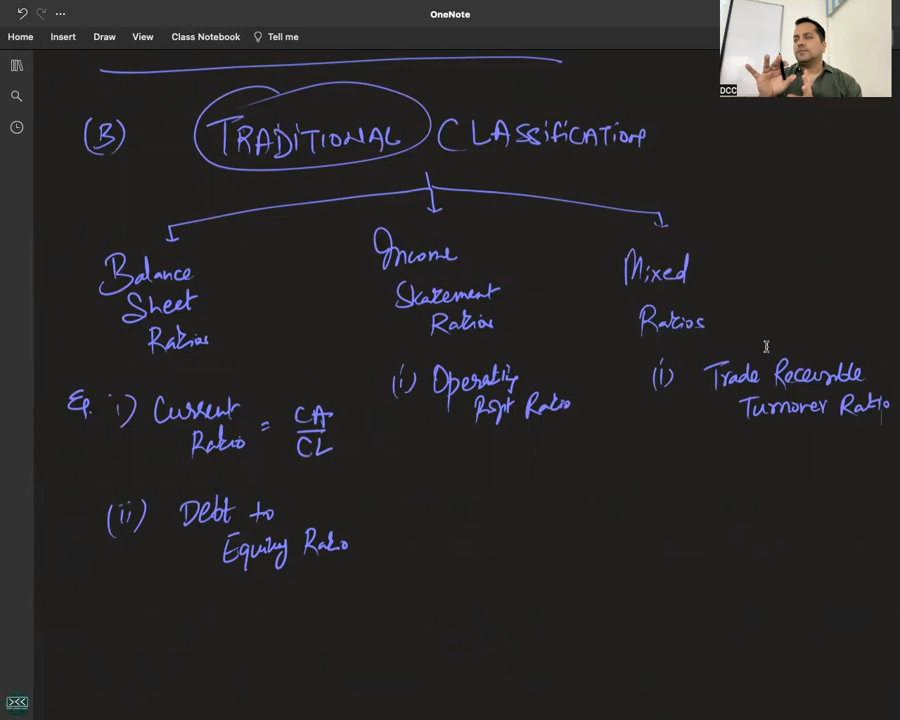 OneNote
Home Insert Draw View Class Notebook Tell me
DCC
(B) TRADITIONAL CLASSIFICATION
Balance
Sheet
Ratios
Income
Statement
Ratios
Mixed
Ratios
Eg. i) Current
Ratio = CA
CL
(ii) Debt to
Equity Ratio
(i) Operating
Profit Ratio
(i) Trade Receivable
Turnover Ratio
DCC